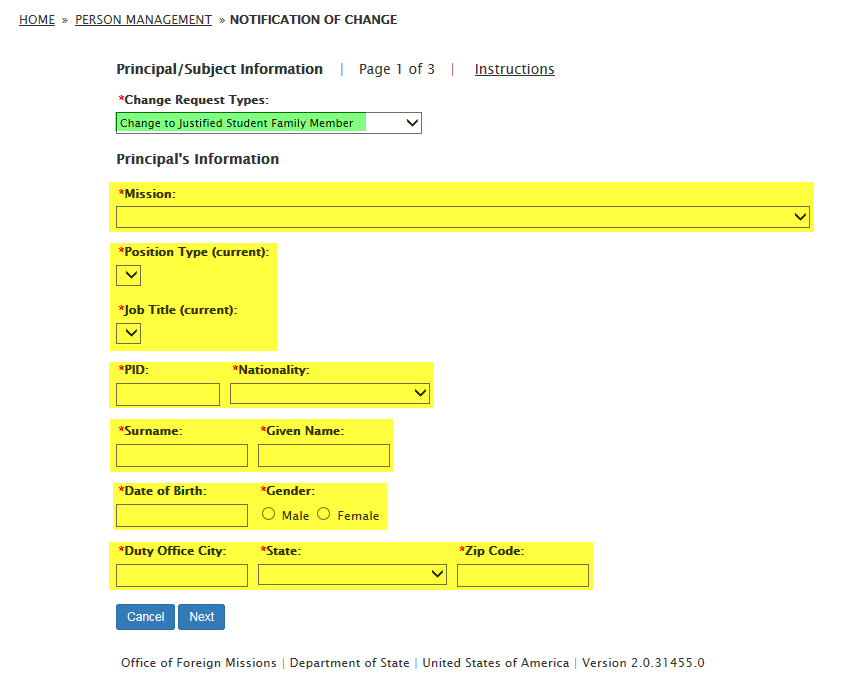 HOME » PERSON MANAGEMENT » NOTIFICATION OF CHANGE
Principal/Subject Information | Page 1 of 3 | Instructions
*Change Request Types:
Change to Justified Student Family Member
Principal's Information
*Mission:
*Position Type (current):
*Job Title (current):
*PID: *Nationality:
*Surname: *Given Name:
*Date of Birth: *Gender:
Male Female
*Duty Office City: *State: *Zip Code:
Cancel Next
Office of Foreign Missions | Department of State | United States of America | Version 2.0.31455.0